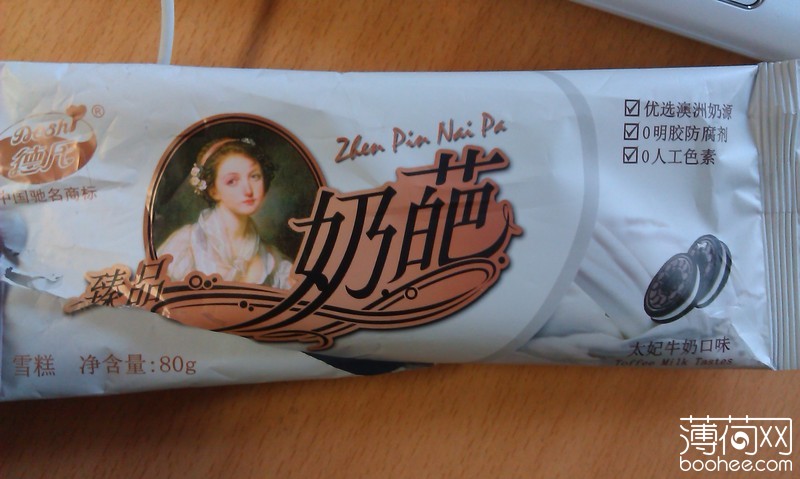 Deshi®
德氏
中国驰名商标
Zhen Pin Nai Pa
臻品
奶葩
☑优选澳洲奶源
☑0明胶防腐剂
☑0人工色素
太妃牛奶口味
Toffee Milk Tastes
雪糕 净含量:80g
薄荷网
boohee.com